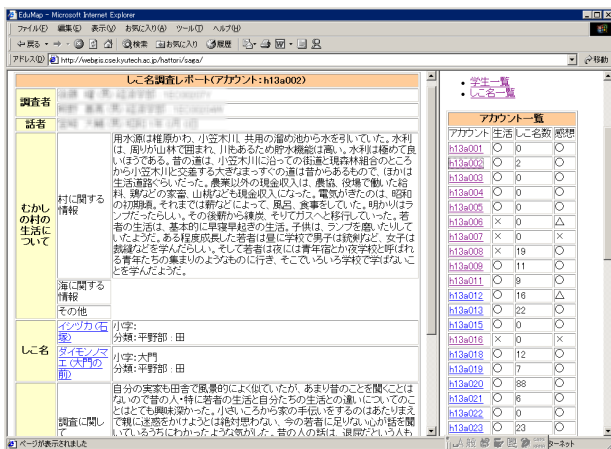 EduMap - Microsoft Internet Explorer
ファイル(F) 編集(E) 表示(V) お気に入り(A) ツール(T) ヘルプ(H)
戻る 検索 お気に入り 履歴
アドレス(D) http://webgis.cse.kyutech.ac.jp/hattori/saga/ 移動
しこ名調査レポート(アカウント:h13a002)
調査者
話者
むかしの村の生活について
村に関する情報
用水源は椎原かわ、小笠木川、共用の溜め池から水を引いていた。水利
は、周りが山林で囲まれ、川もあるため貯水機能は高い。水利は極めて良
いほうである。昔の道は、小笠木川に沿っての街道と現森林組合のところ
から小笠木川と交差する大きなまっすぐの道は昔からあるもので、ほかは
生活道路ぐらいだった。農業以外の現金収入は、農協、役場で働いた給
料、鶏などの家畜、山林なども現金収入になった。電気がきたのは、昭和
の初期頃。それまでは薪などによって、風呂、食事をしていた。明かりはラ
ンプだったらしい。その後薪から練炭、そしてガスへと移行していった。若
者の生活は、基本的に早寝早起きの生活。子供は、ランプを磨いたりして
いたようだ。ある程度成長した若者は昼に学校で男子は銃剣など、女子は
裁縫などを学んだらしい。そして若者は夜には青年宿とか夜学校と呼ばれ
る青年たちの集まりのようなものに行き、そこでいろいろ学校で学ばないこ
とを学んだようだ。
海に関する情報
その他
しこ名
イシヅカ(石塚)
小字:
分類:平野部:田
ダイモンノマエ(大門の前)
小字:大門
分類:平野部:田
調査に関して
自分の実家も田舎で風景的によく似ていたが、あまり昔のことを聞くことは
ないので昔の人・特に若者の生活と自分たちの生活との違いについてのこ
とはとても興味深かった。小さいころから家の手伝いをするのはあたりまえ
で親に迷惑をかけようとは絶対思わない、今の若者に足りない心が話を聞
いているうちにわかったような気がした。昔の人の話は、退屈だという人も
学生一覧
しこ名一覧
アカウント一覧
アカウント 生活 しこ名数 感想
h13a001 ○ 0 ○
h13a002 ○ 2 ○
h13a003 ○ 0 ○
h13a004 ○ 0 ○
h13a005 ○ 0 ○
h13a006 × 0 △
h13a007 × 0 ×
h13a008 × 19 ○
h13a009 ○ 11 ○
h13a011 ○ 9 ○
h13a012 ○ 16 △
h13a013 ○ 22 ○
h13a015 ○ 0 ○
h13a016 × 0 ×
h13a018 ○ 12 ○
h13a019 ○ 7 ○
h13a020 ○ 88 ○
h13a021 ○ 6 ○
h13a022 ○ 0 ○
h13a023 ○ 23 ○
ページが表示されました